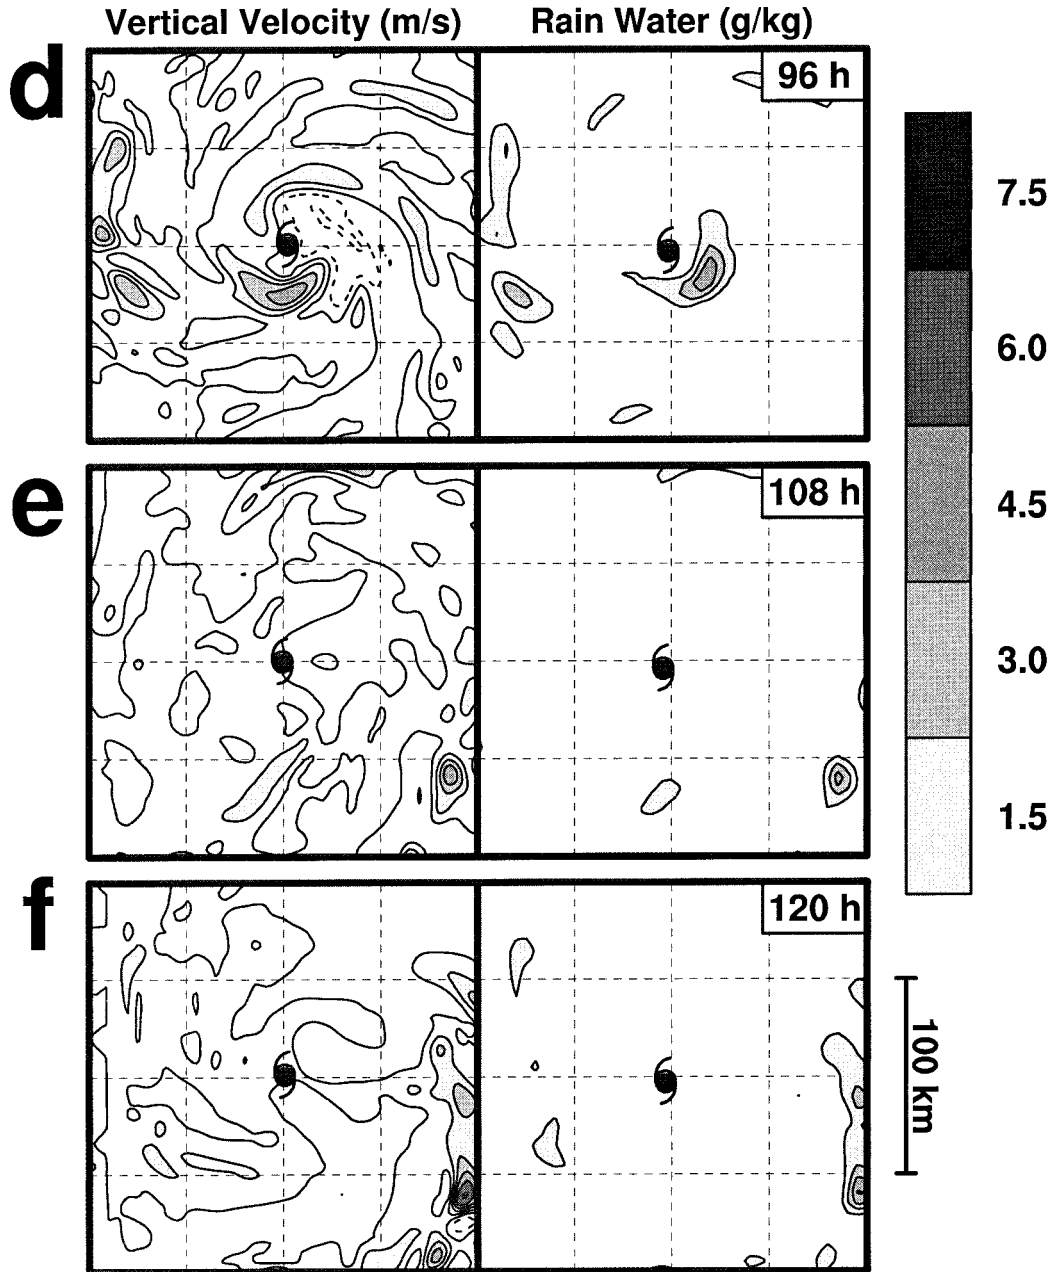 Vertical Velocity (m/s) Rain Water (g/kg)
d
96 h
7.5
6.0
e
108 h
4.5
3.0
1.5
f
120 h
100 km